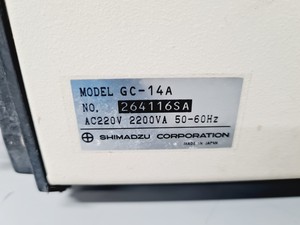 MODEL GC-14A
NO. 264116SA
AC220V 2200VA 50-60Hz
SHIMADZU CORPORATION
MADE IN JAPAN